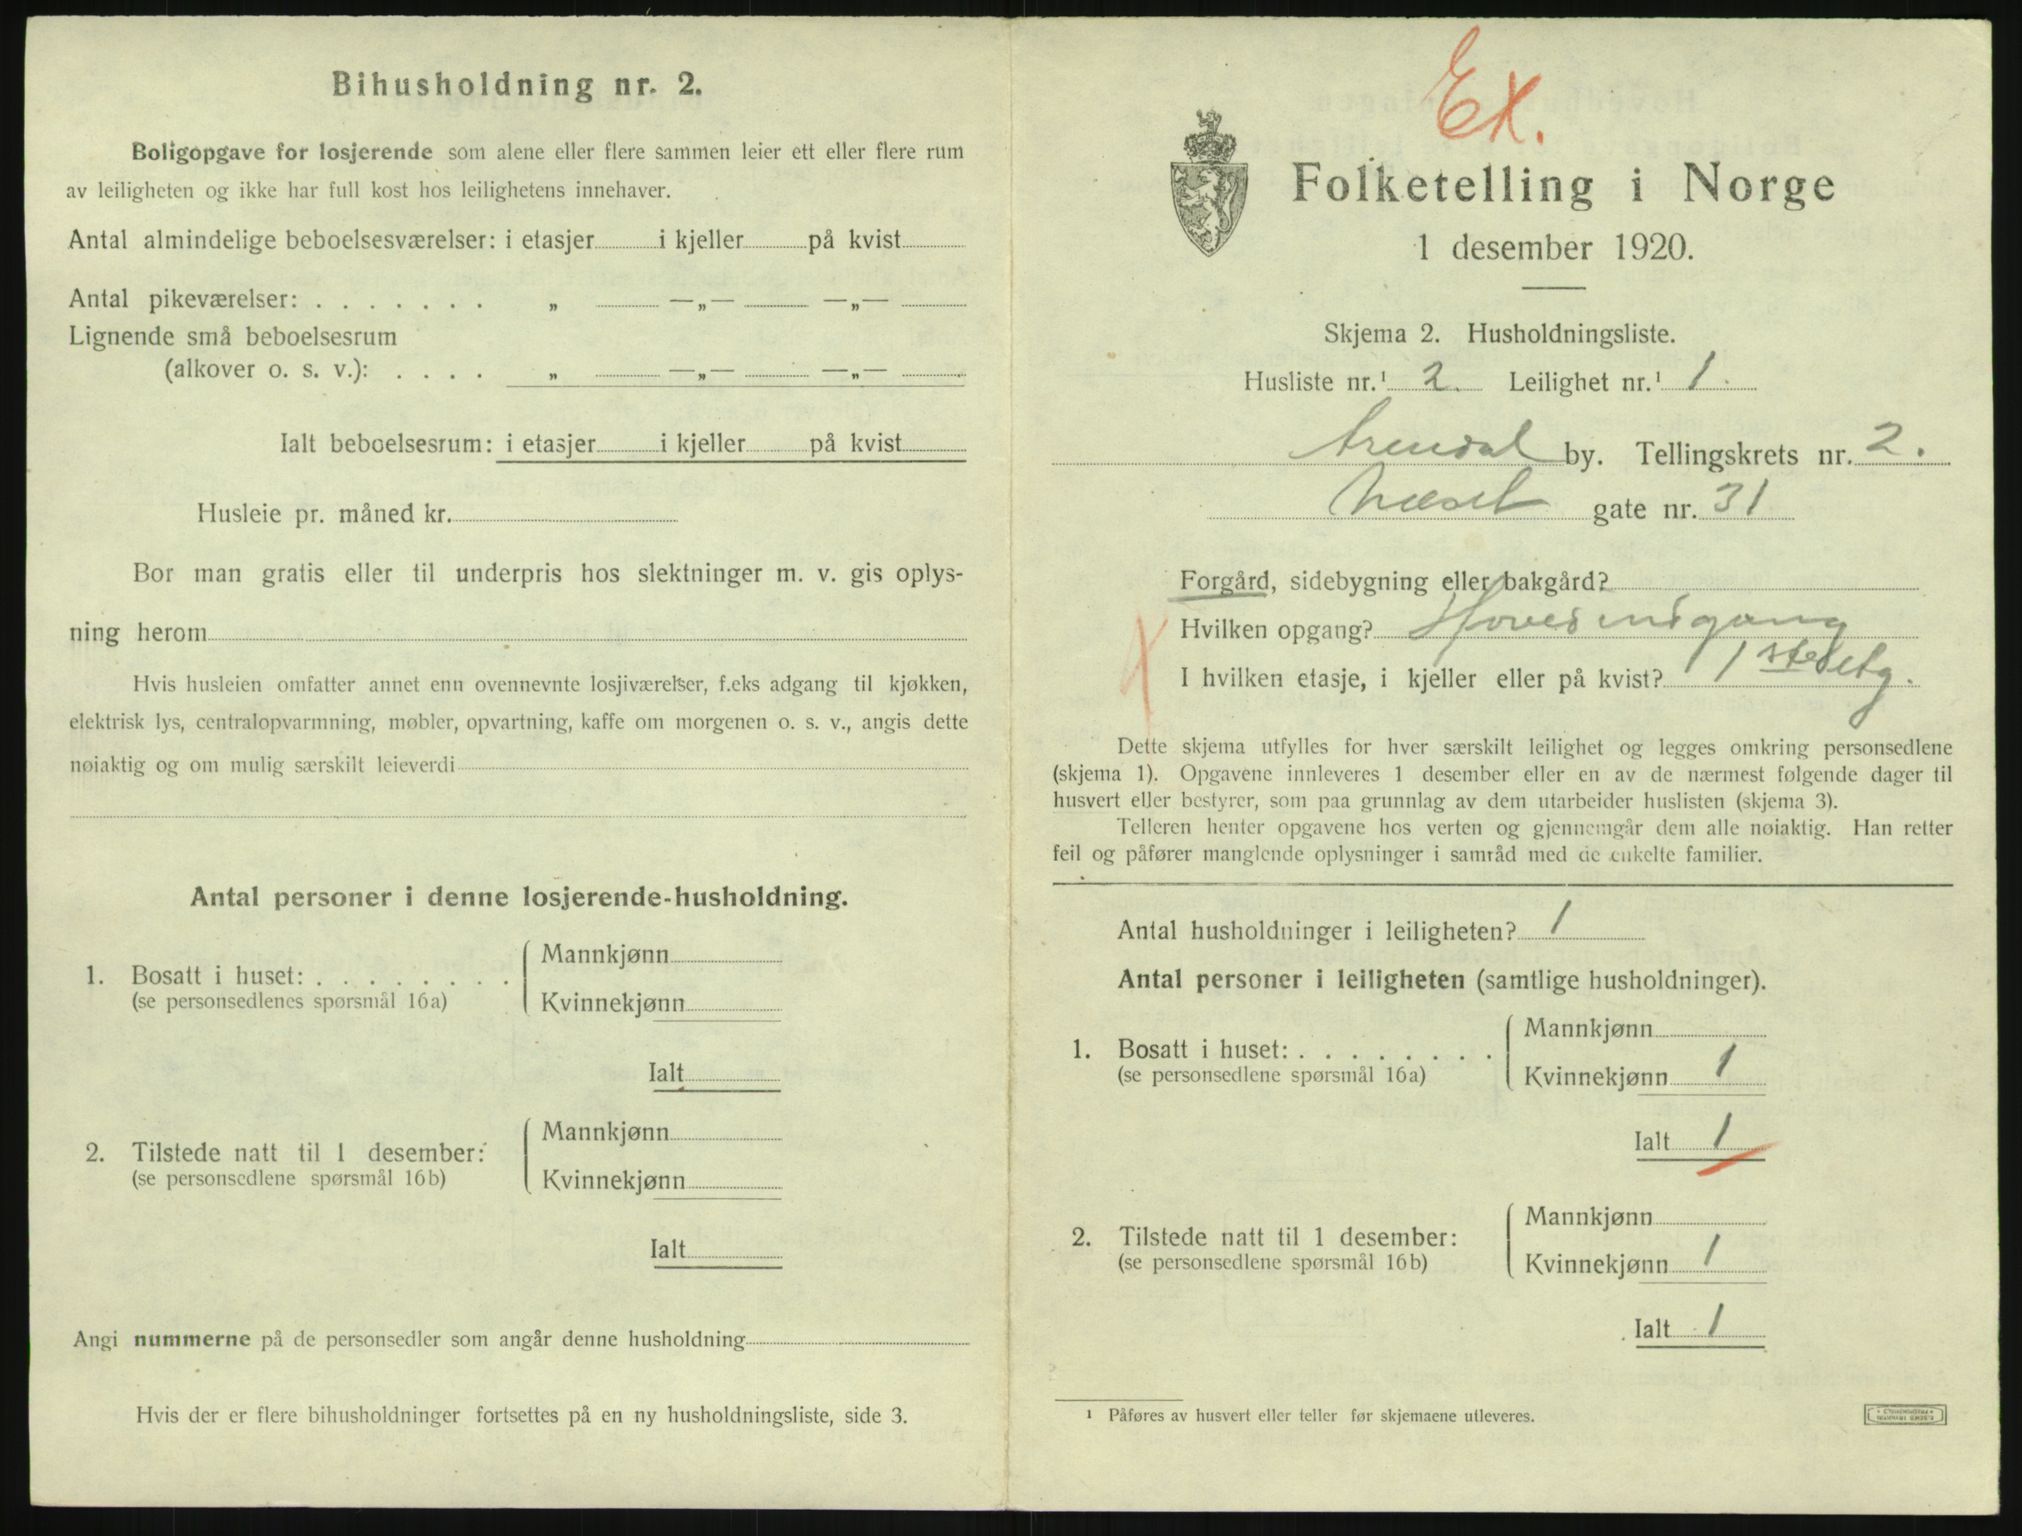 Bihusholdning nr. 2.
Boligopgave for losjerende som alene eller flere sammen leier ett eller flere rum
av leiligheten og ikke har full kost hos leilighetens innehaver.
Antal almindelige beboelsesværelser: i etasjer i kjeller på kvist
Antal pikeværelser: . . . . . . . „ —„— —„—
Lignende små beboelsesrum
(alkover o. s. v.): . . . . „ —„— —„—
Ialt beboelsesrum: i etasjer i kjeller på kvist
Husleie pr. måned kr.
Bor man gratis eller til underpris hos slektninger m. v. gis oplys-
ning herom
Hvis husleien omfatter annet enn ovennevnte losjiværelser, f.eks adgang til kjøkken,
elektrisk lys, centralopvarmning, møbler, opvartning, kaffe om morgenen o. s. v., angis dette
nøiaktig og om mulig særskilt leieverdi
Antal personer i denne losjerende-husholdning.
1. Bosatt i huset: . . . . . . . .
(se personsedlenes spørsmål 16a)
Mannkjønn
Kvinnekjønn
Ialt
2. Tilstede natt til 1 desember:
(se personsedlene spørsmål 16b)
Mannkjønn
Kvinnekjønn
Ialt
Angi nummerne på de personsedler som angår denne husholdning
Hvis der er flere bihusholdninger fortsettes på en ny husholdningsliste, side 3.
Ex.
Folketelling i Norge
1 desember 1920.
Skjema 2. Husholdningsliste.
Husliste nr.¹ 2. Leilighet nr.¹ 1.
Arendal by. Tellingskrets nr. 2.
Næset gate nr. 31
Forgård, sidebygning eller bakgård?
Hvilken opgang? Hovedindgang
I hvilken etasje, i kjeller eller på kvist? 1ste etg.
Dette skjema utfylles for hver særskilt leilighet og legges omkring personsedlene
(skjema 1). Opgavene innleveres 1 desember eller en av de nærmest følgende dager til
husvert eller bestyrer, som paa grunnlag av dem utarbeider huslisten (skjema 3).
Telleren henter opgavene hos verten og gjennemgår dem alle nøiaktig. Han retter
feil og påfører manglende oplysninger i samråd med de enkelte familier.
Antal husholdninger i leiligheten? 1
Antal personer i leiligheten (samtlige husholdninger).
1. Bosatt i huset: . . . . . . . .
(se personsedlene spørsmål 16a)
Mannkjønn
Kvinnekjønn 1
Ialt 1
2. Tilstede natt til 1 desember:
(se personsedlene spørsmål 16b)
Mannkjønn
Kvinnekjønn 1
Ialt 1
¹ Påføres av husvert eller teller før skjemaene utleveres.